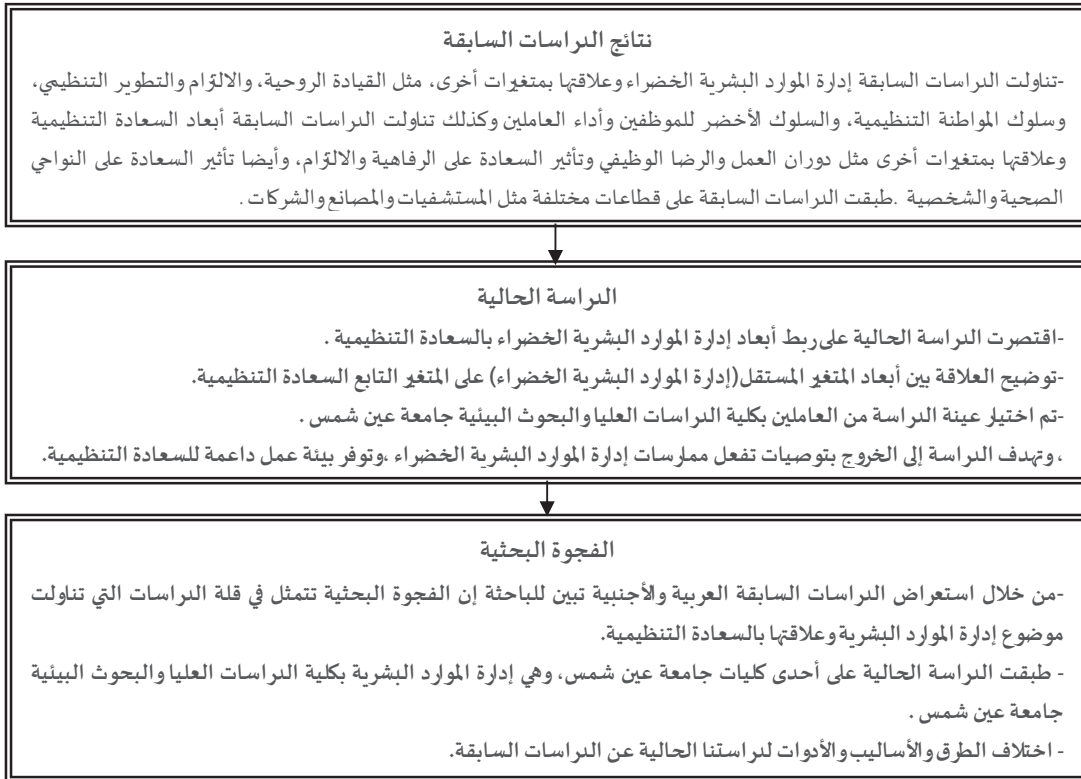 نتائج الدراسات السابقة
-تناولت الدراسات السابقة إدارة الموارد البشرية الخضراء وعلاقتها بمتغيرات أخرى، مثل القيادة الروحية، والالتزام والتطوير التنظيمي،
وسلوك المواطنة التنظيمية، والسلوك الأخضر للموظفين وأداء العاملين وكذلك تناولت الدراسات السابقة أبعاد السعادة التنظيمية
وعلاقتها بمتغيرات أخرى مثل دوران العمل والرضا الوظيفي وتأثير السعادة على الرفاهية والالتزام، وأيضا تأثير السعادة على النواحي
الصحية والشخصية .طبقت الدراسات السابقة على قطاعات مختلفة مثل المستشفيات والمصانع والشركات .
الدراسة الحالية
-اقتصرت الدراسة الحالية على ربط أبعاد إدارة الموارد البشرية الخضراء بالسعادة التنظيمية .
-توضيح العلاقة بين أبعاد المتغير المستقل(إدارة الموارد البشرية الخضراء) على المتغير التابع السعادة التنظيمية.
-تم اختيار عينة الدراسة من العاملين بكلية الدراسات العليا والبحوث البيئية جامعة عين شمس .
، وتهدف الدراسة إلى الخروج بتوصيات تفعل ممارسات إدارة الموارد البشرية الخضراء ،وتوفر بيئة عمل داعمة للسعادة التنظيمية.
الفجوة البحثية
-من خلال استعراض الدراسات السابقة العربية والأجنبية تبين للباحثة إن الفجوة البحثية تتمثل في قلة الدراسات التي تناولت
موضوع إدارة الموارد البشرية وعلاقتها بالسعادة التنظيمية.
- طبقت الدراسة الحالية على أحدى كليات جامعة عين شمس، وهي إدارة الموارد البشرية بكلية الدراسات العليا والبحوث البيئية
جامعة عين شمس .
- اختلاف الطرق والأساليب والأدوات لدراستنا الحالية عن الدراسات السابقة.